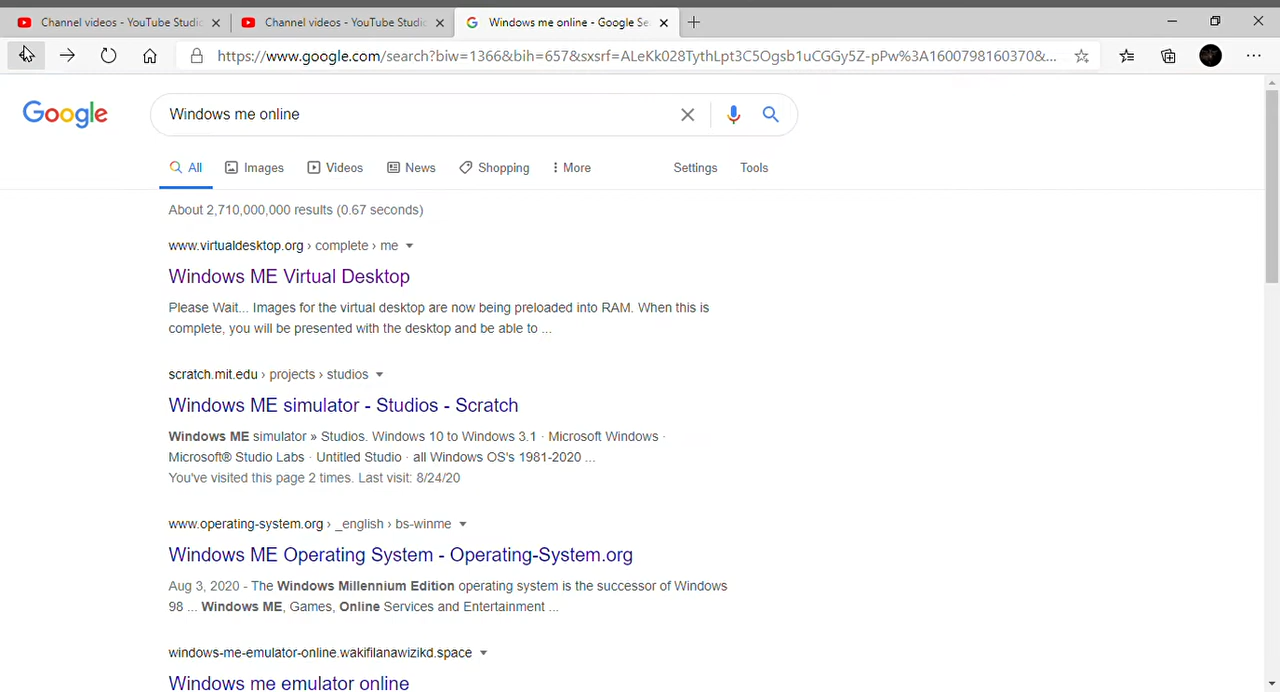 Channel videos - YouTube Studio
Channel videos - YouTube Studio
Windows me online - Google Se
https://www.google.com/search?biw=1366&bih=657&sxsrf=ALeKk028TythLpt3C5Ogsb1uCGGy5Z-pPw%3A1600798160370&...
Google
Windows me online
All
Images
Videos
News
Shopping
More
Settings
Tools
About 2,710,000,000 results (0.67 seconds)
www.virtualdesktop.org › complete › me
Windows ME Virtual Desktop
Please Wait... Images for the virtual desktop are now being preloaded into RAM. When this is
complete, you will be presented with the desktop and be able to ...
scratch.mit.edu › projects › studios
Windows ME simulator - Studios - Scratch
Windows ME simulator » Studios. Windows 10 to Windows 3.1 · Microsoft Windows ·
Microsoft® Studio Labs · Untitled Studio · all Windows OS's 1981-2020 ...
You've visited this page 2 times. Last visit: 8/24/20
www.operating-system.org › _english › bs-winme
Windows ME Operating System - Operating-System.org
Aug 3, 2020 - The Windows Millennium Edition operating system is the successor of Windows
98 ... Windows ME, Games, Online Services and Entertainment ...
windows-me-emulator-online.wakifilanawizikd.space
Windows me emulator online